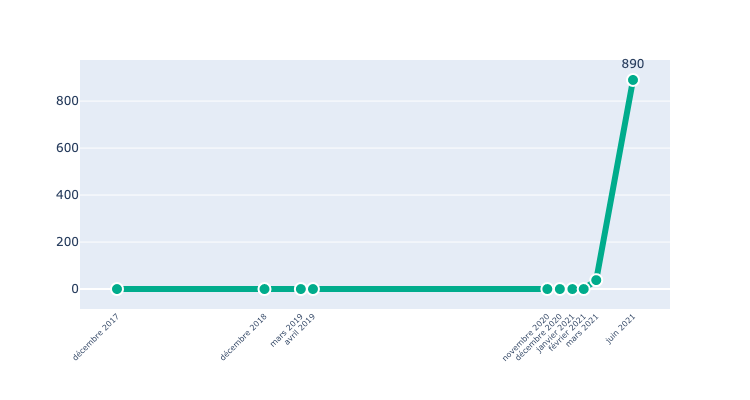 890
800
600
400
200
0
décembre 2017
décembre 2018
mars 2019
avril 2019
novembre 2020
décembre 2020
janvier 2021
février 2021
mars 2021
juin 2021